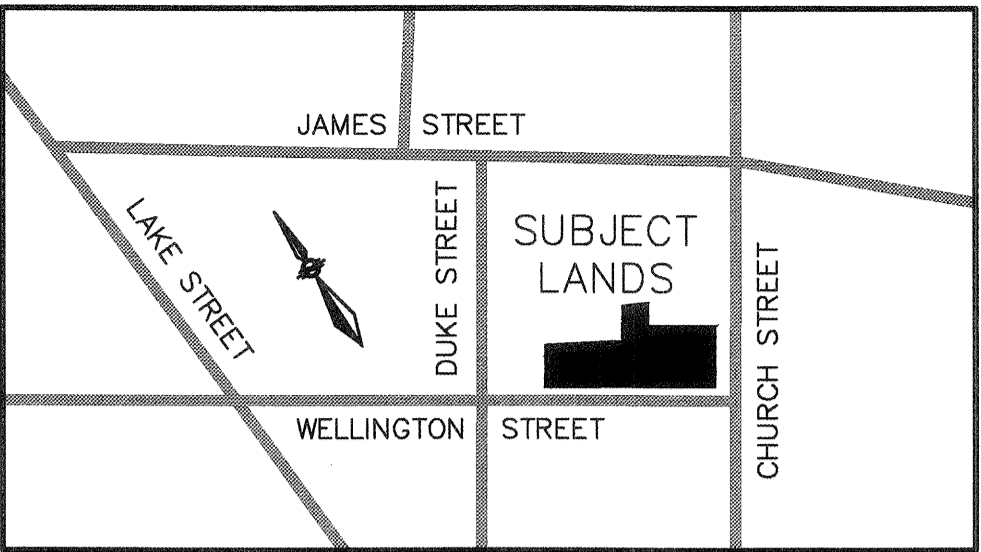 JAMES STREET
LAKE STREET
DUKE STREET
SUBJECT
LANDS
CHURCH STREET
WELLINGTON STREET